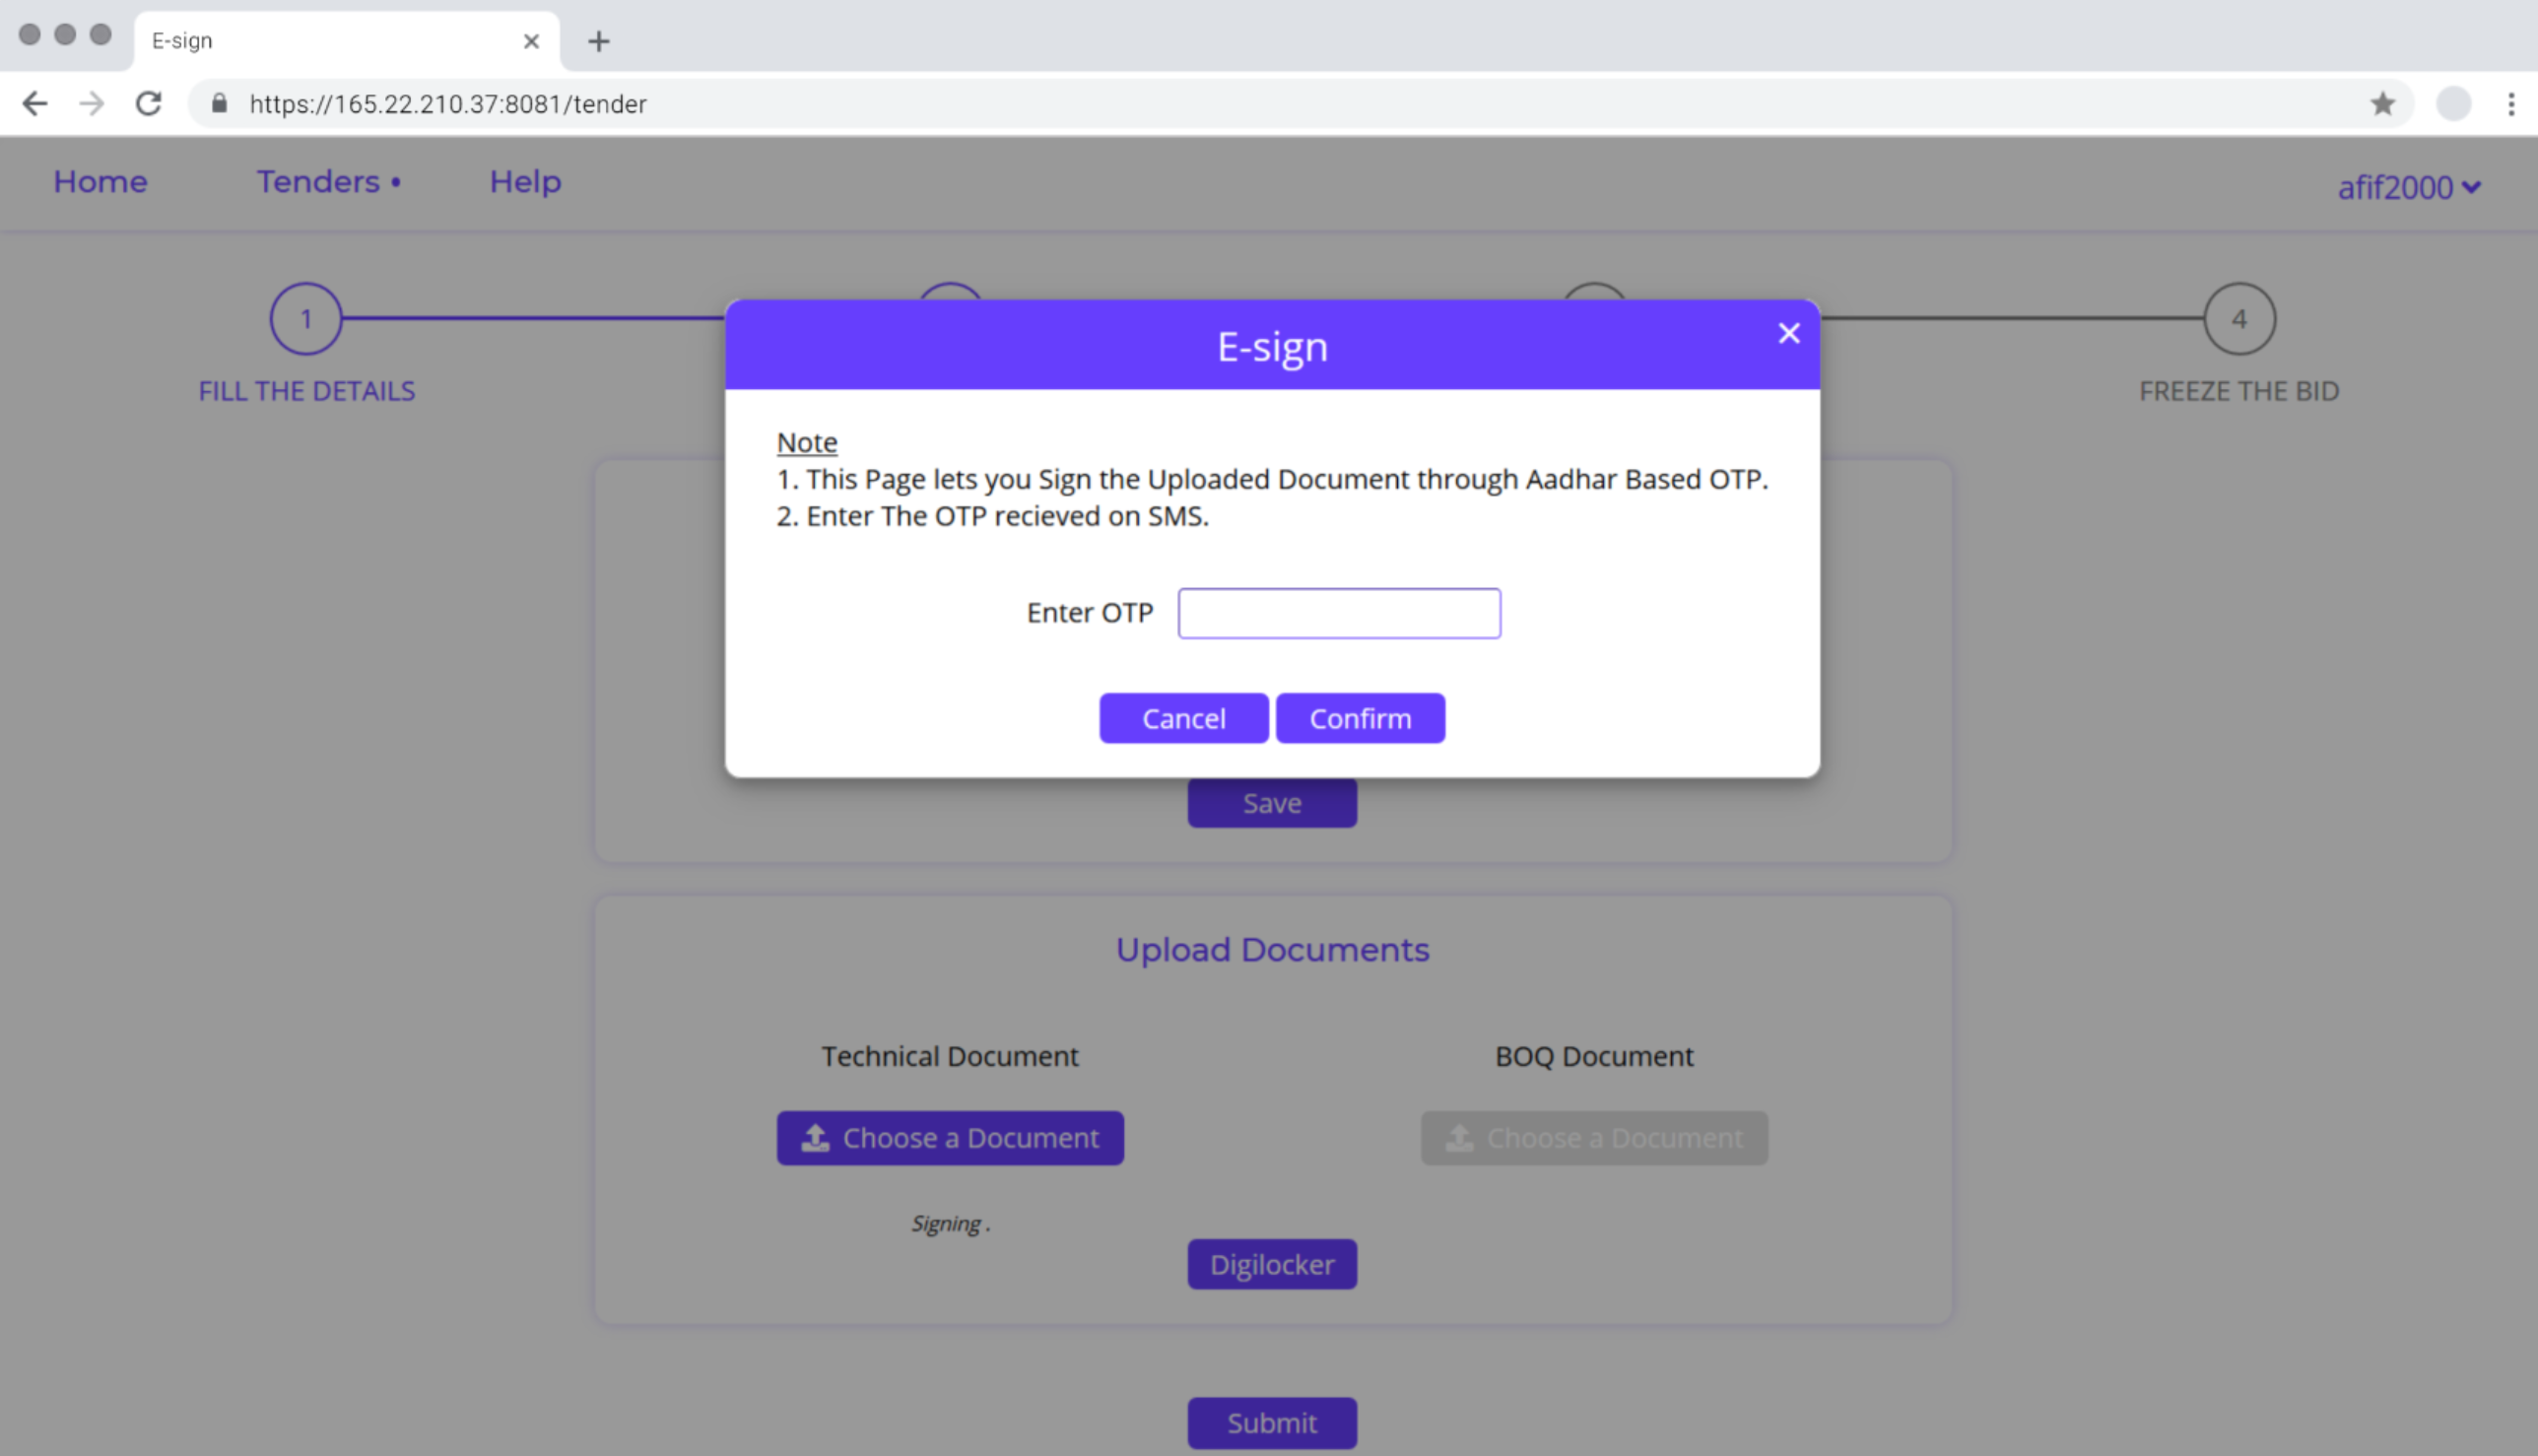 E-sign
https://165.22.210.37:8081/tender
Home Tenders • Help afif2000
1 4
FILL THE DETAILS FREEZE THE BID
E-sign
Note
1. This Page lets you Sign the Uploaded Document through Aadhar Based OTP.
2. Enter The OTP recieved on SMS.
Enter OTP
Cancel Confirm
Save
Upload Documents
Technical Document BOQ Document
Choose a Document Choose a Document
Signing .
Digilocker
Submit